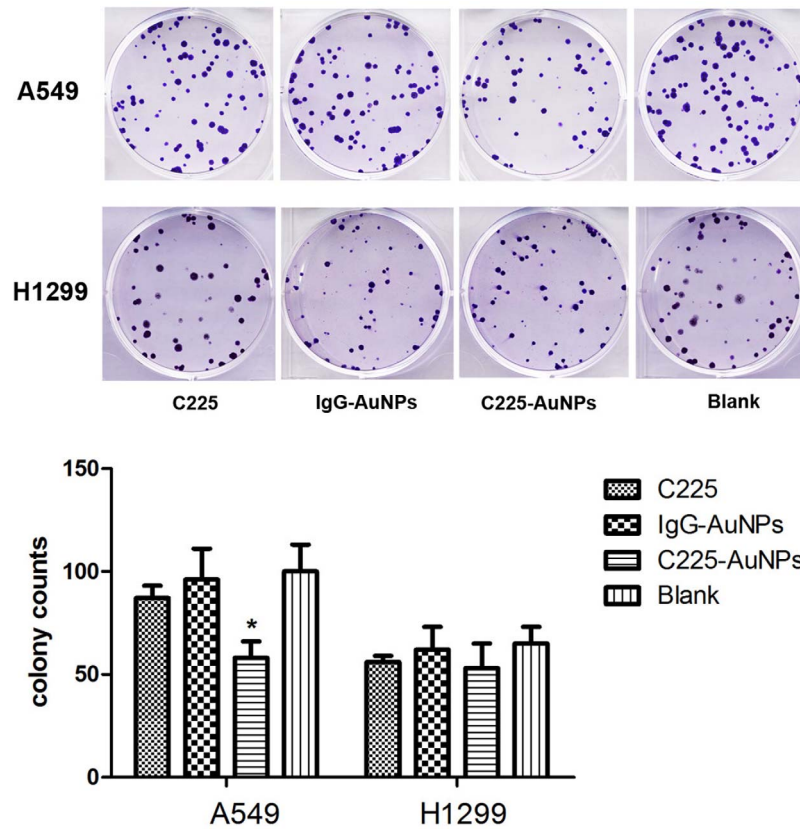 A549
H1299
C225 IgG-AuNPs C225-AuNPs Blank
150
100
50
0
colony counts
*
A549 H1299
C225
IgG-AuNPs
C225-AuNPs
Blank